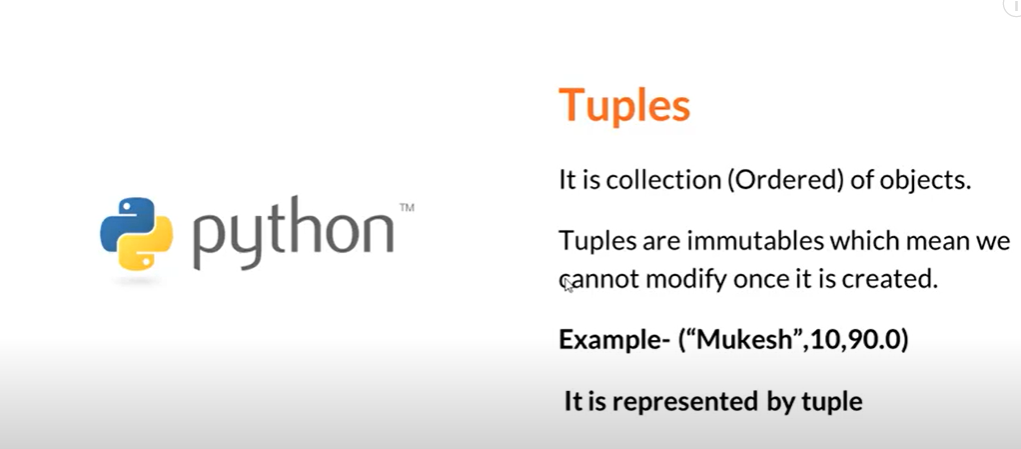 python™
Tuples
It is collection (Ordered) of objects.
Tuples are immutables which mean we
cannot modify once it is created.
Example- (“Mukesh”,10,90.0)
It is represented by tuple